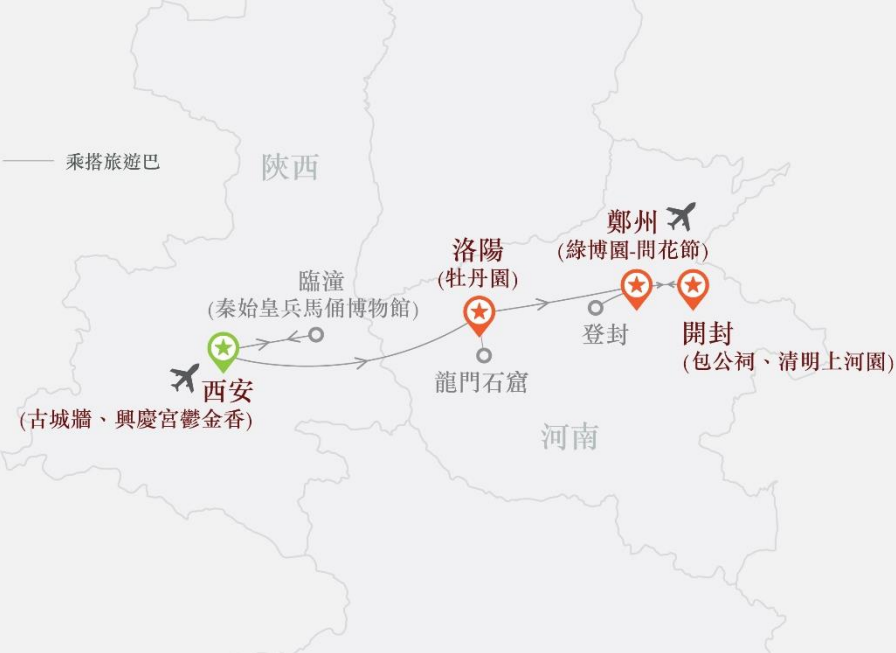 乘搭旅遊巴
陝西
鄭州
(綠博園-問花節)
洛陽
(牡丹園)
臨潼
(秦始皇兵馬俑博物館)
登封
開封
(包公祠、清明上河園)
西安
(古城牆、興慶宮鬱金香)
龍門石窟
河南